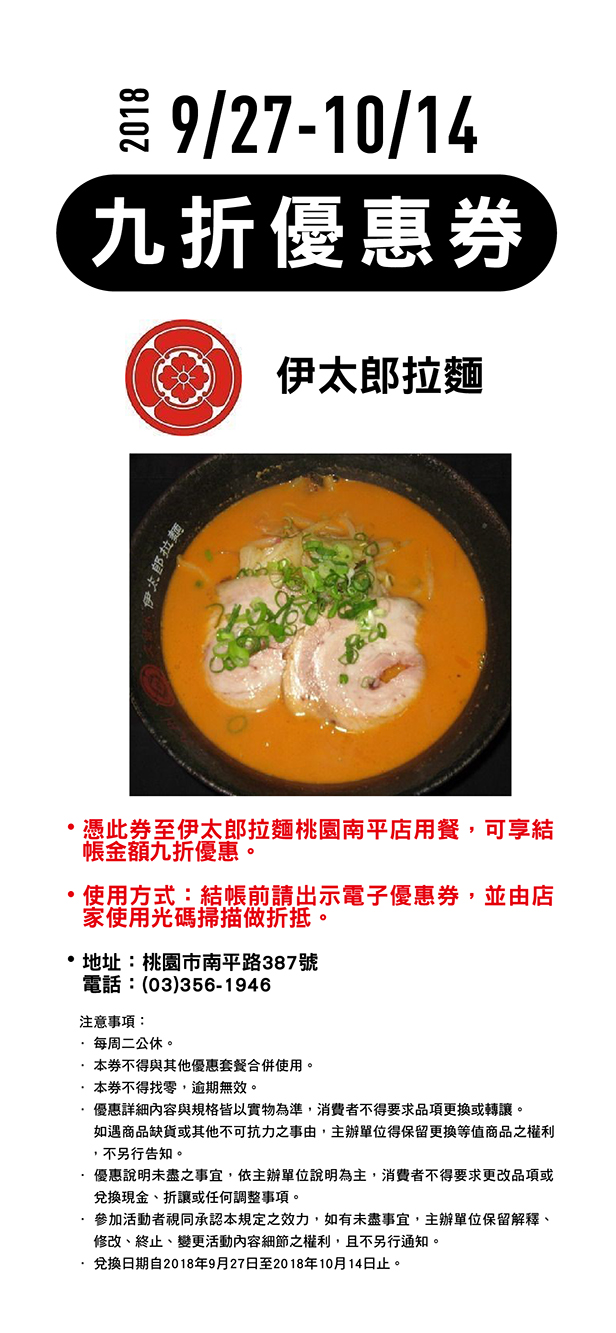 2018 9/27-10/14
九折優惠券
伊太郎拉麵
伊太郎拉麵
• 憑此券至伊太郎拉麵桃園南平店用餐，可享結
帳金額九折優惠。
• 使用方式：結帳前請出示電子優惠券，並由店
家使用光碼掃描做折抵。
• 地址：桃園市南平路387號
電話：(03)356-1946
注意事項：
· 每周二公休。
· 本券不得與其他優惠套餐合併使用。
· 本券不得找零，逾期無效。
· 優惠詳細內容與規格皆以實物為準，消費者不得要求品項更換或轉讓。
如遇商品缺貨或其他不可抗力之事由，主辦單位得保留更換等值商品之權利
，不另行告知。
· 優惠說明未盡之事宜，依主辦單位說明為主，消費者不得要求更改品項或
兌換現金、折讓或任何調整事項。
· 參加活動者視同承認本規定之效力，如有未盡事宜，主辦單位保留解釋、
修改、終止、變更活動內容細節之權利，且不另行通知。
· 兌換日期自2018年9月27日至2018年10月14日止。